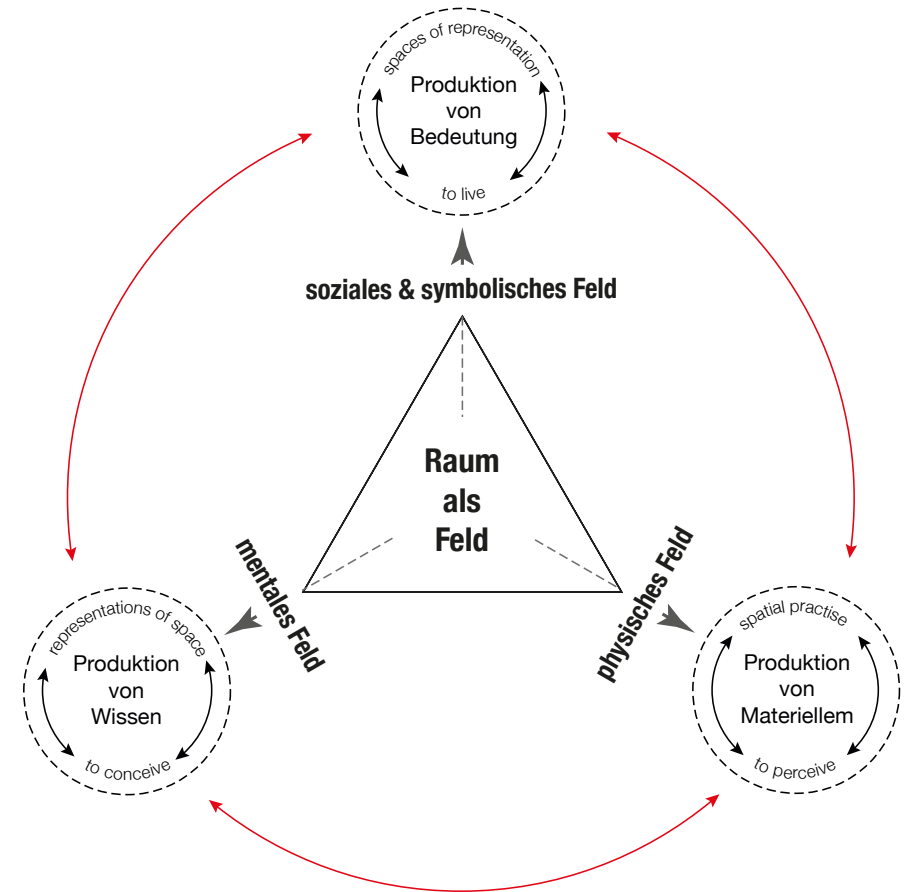 spaces of representation
Produktion
von
Bedeutung
to live
soziales & symbolisches Feld
Raum
als
Feld
mentales Feld
physisches Feld
representations of space
Produktion
von
Wissen
to conceive
spatial practise
Produktion
von
Materiellem
to perceive